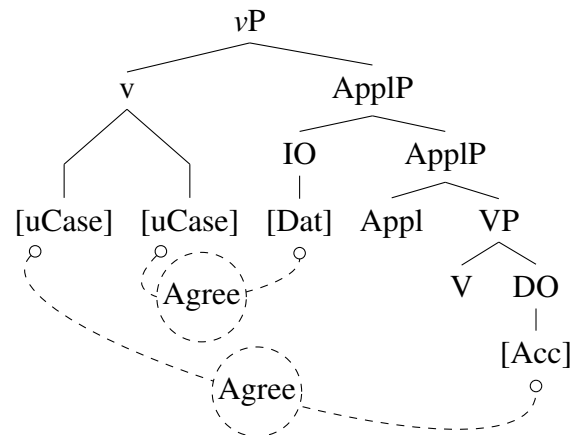 vP
v ApplP
IO ApplP
[uCase] [uCase] [Dat] Appl VP
Agree V DO
[Acc]
Agree